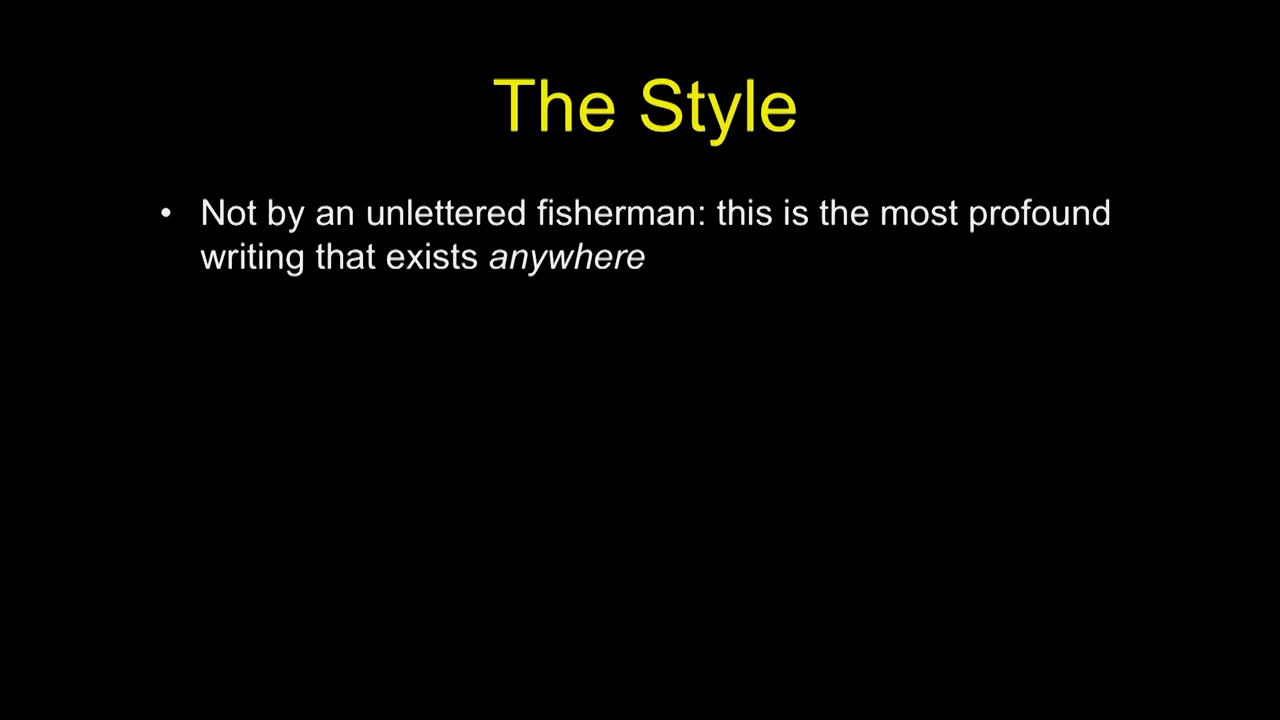 The Style
• Not by an unlettered fisherman: this is the most profound
writing that exists anywhere